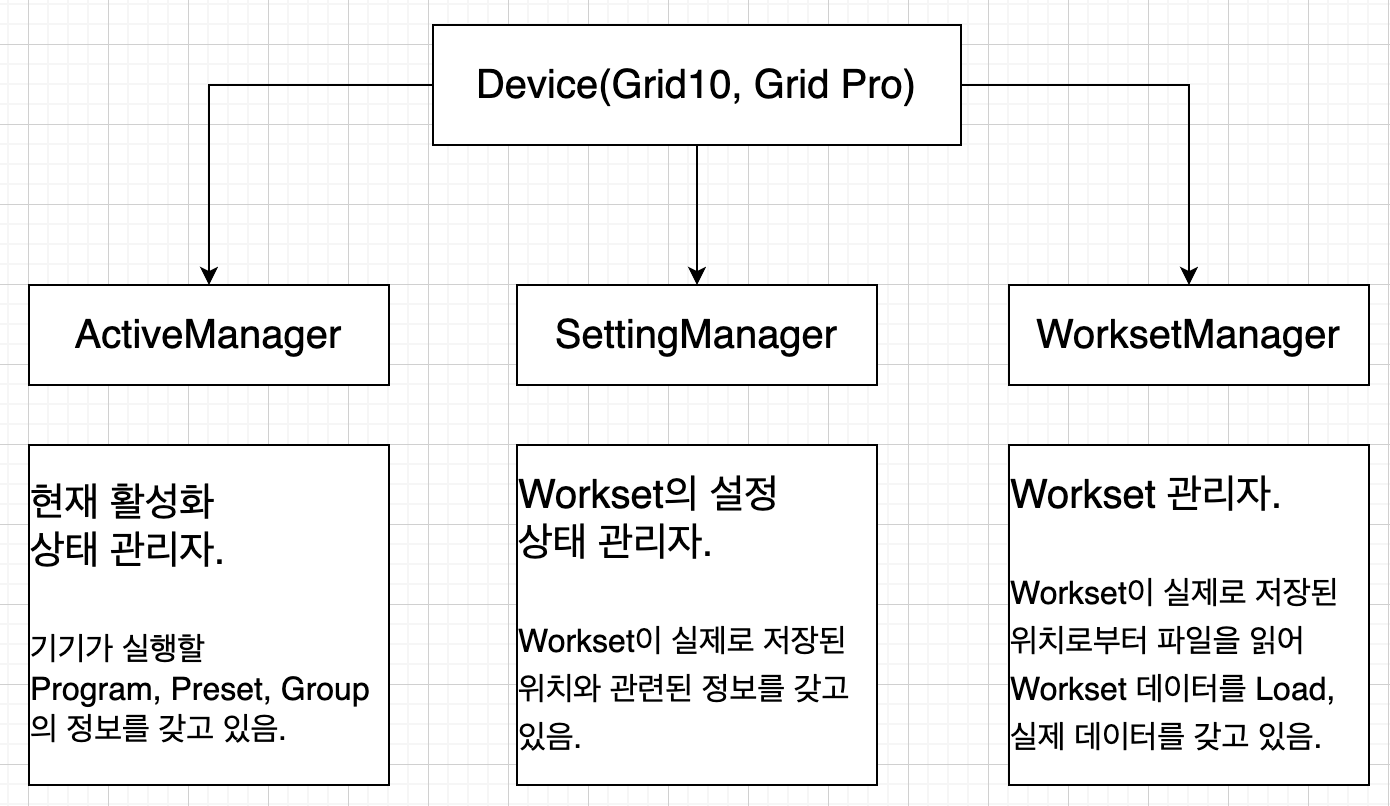 Device(Grid10, Grid Pro)
ActiveManager
SettingManager
WorksetManager
현재 활성화
상태 관리자.
기기가 실행할
Program, Preset, Group
의 정보를 갖고 있음.
Workset의 설정
상태 관리자.
Workset이 실제로 저장된
위치와 관련된 정보를 갖고
있음.
Workset 관리자.
Workset이 실제로 저장된
위치로부터 파일을 읽어
Workset 데이터를 Load,
실제 데이터를 갖고 있음.